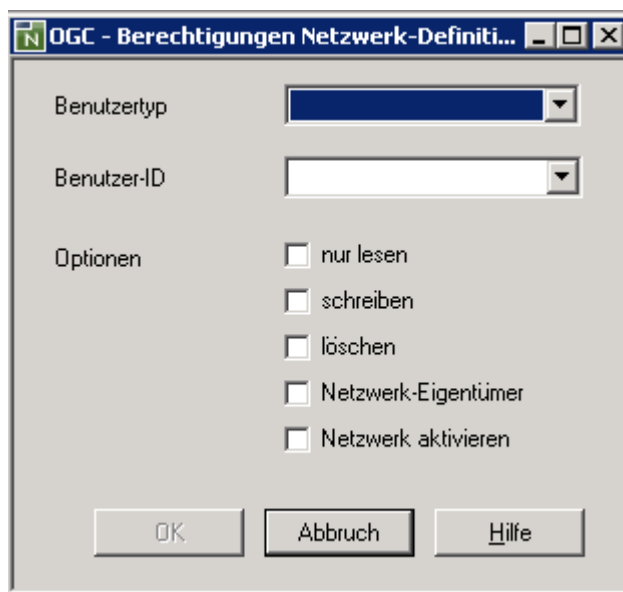 OGC - Berechtigungen Netzwerk-Definiti...
Benutzertyp
Benutzer-ID
Optionen
nur lesen
schreiben
löschen
Netzwerk-Eigentümer
Netzwerk aktivieren
OK Abbruch Hilfe